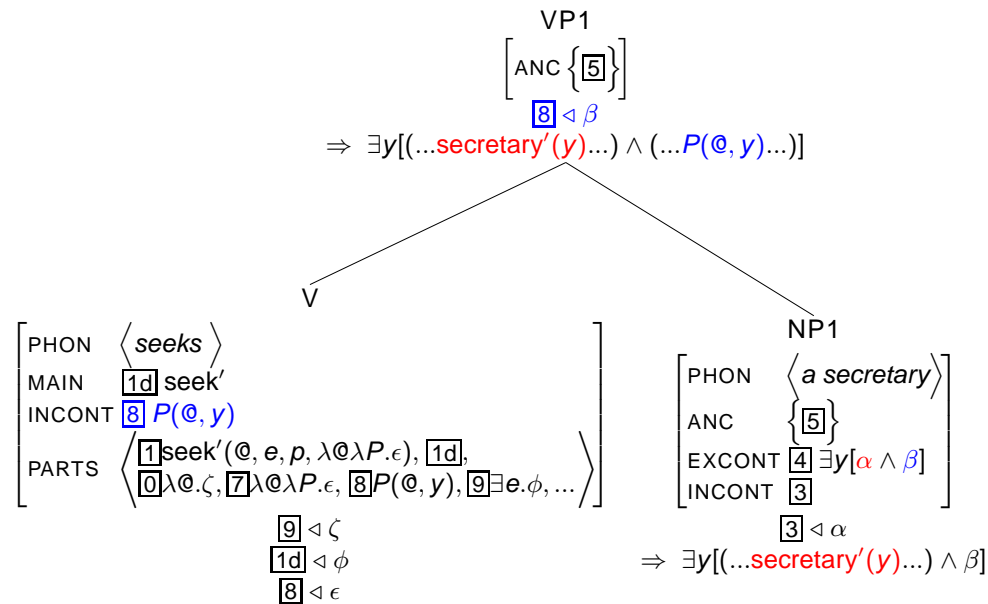 VP1
[ANC {[5]}]
[8] ◁ β
⇒ ∃y[(...secretary′(y)...) ∧ (...P(@, y)...)]
V
PHON ⟨seeks⟩
MAIN [1d] seek′
INCONT [8] P(@, y)
PARTS ⟨[1]seek′(@, e, p, λ@λP.ϵ), [1d],
[0]λ@.ζ, [7]λ@λP.ϵ, [8]P(@, y), [9]∃e.ϕ, ...⟩
[9] ◁ ζ
[1d] ◁ ϕ
[8] ◁ ϵ
NP1
PHON ⟨a secretary⟩
ANC {[5]}
EXCONT [4] ∃y[α ∧ β]
INCONT [3]
[3] ◁ α
⇒ ∃y[(...secretary′(y)...) ∧ β]